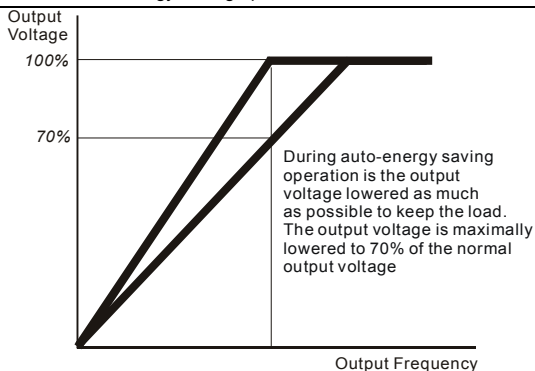 Output
Voltage
100%
70%
During auto-energy saving
operation is the output
voltage lowered as much
as possible to keep the load.
The output voltage is maximally
lowered to 70% of the normal
output voltage
Output Frequency